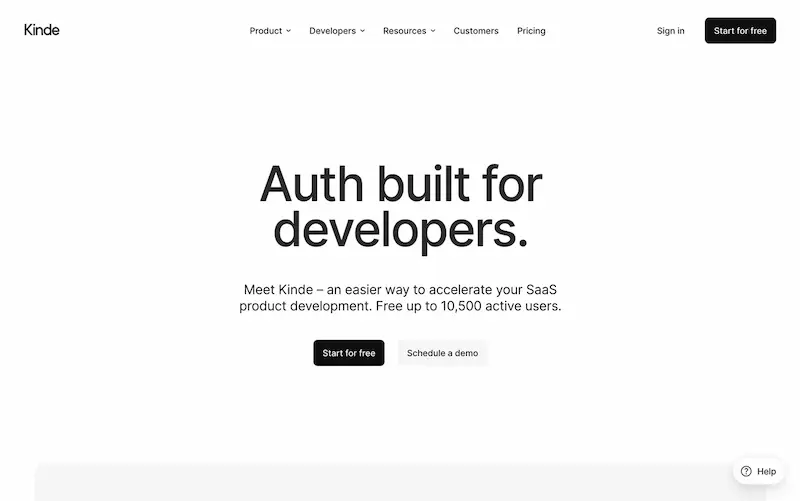 Kinde
Product
Developers
Resources
Customers
Pricing
Sign in
Start for free
Auth built for
developers.
Meet Kinde – an easier way to accelerate your SaaS
product development. Free up to 10,500 active users.
Start for free
Schedule a demo
Help